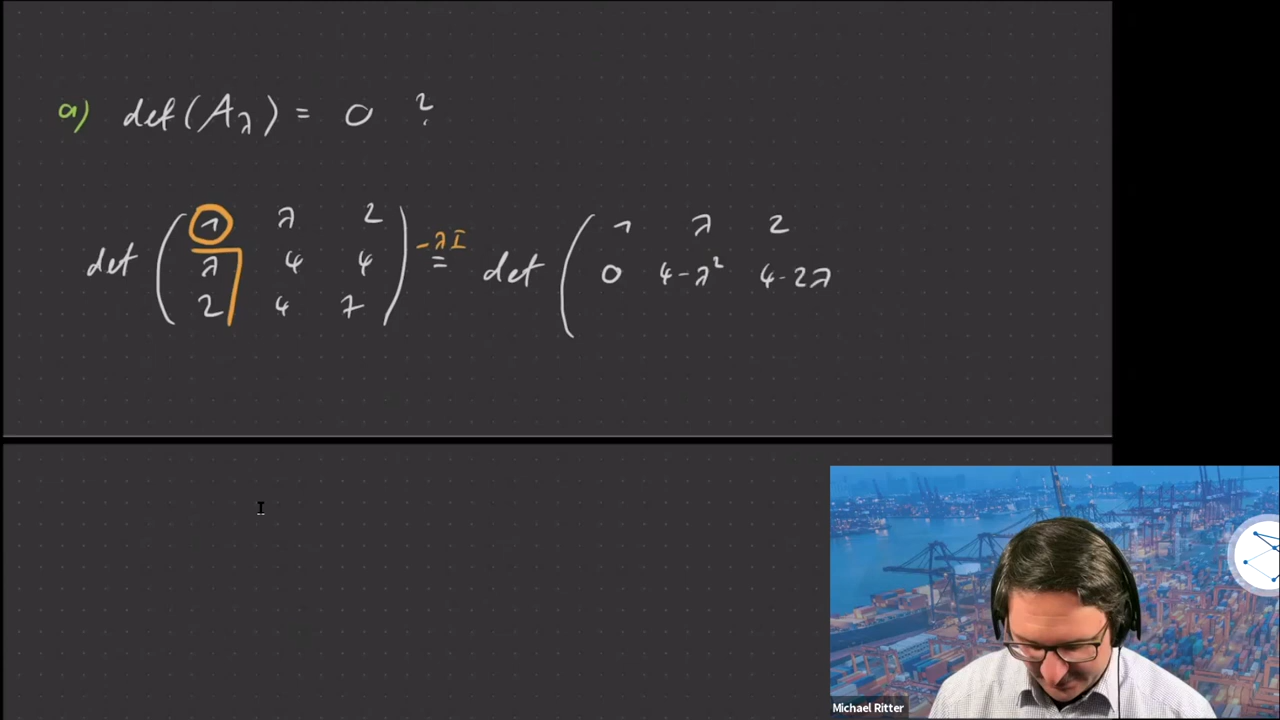 a) det(A_λ) = 0 ?
det ( 1 λ 2 ) -λI = det ( 1 λ 2
λ 4 4 0 4-λ² 4-2λ
2 4 7
Michael Ritter